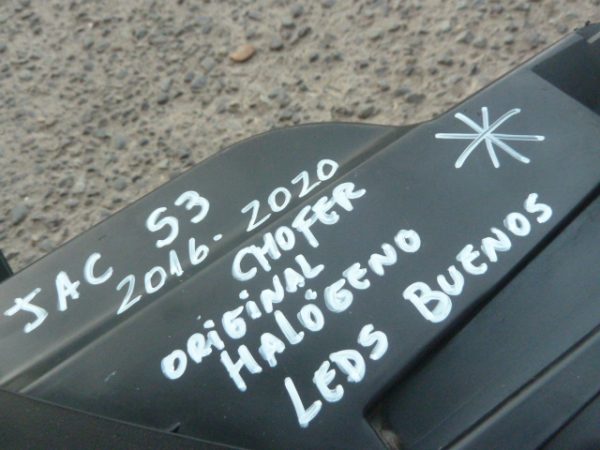 JAC S3
2016-2020
CHOFER
ORIGINAL
HALÓGENO
LEDS BUENOS